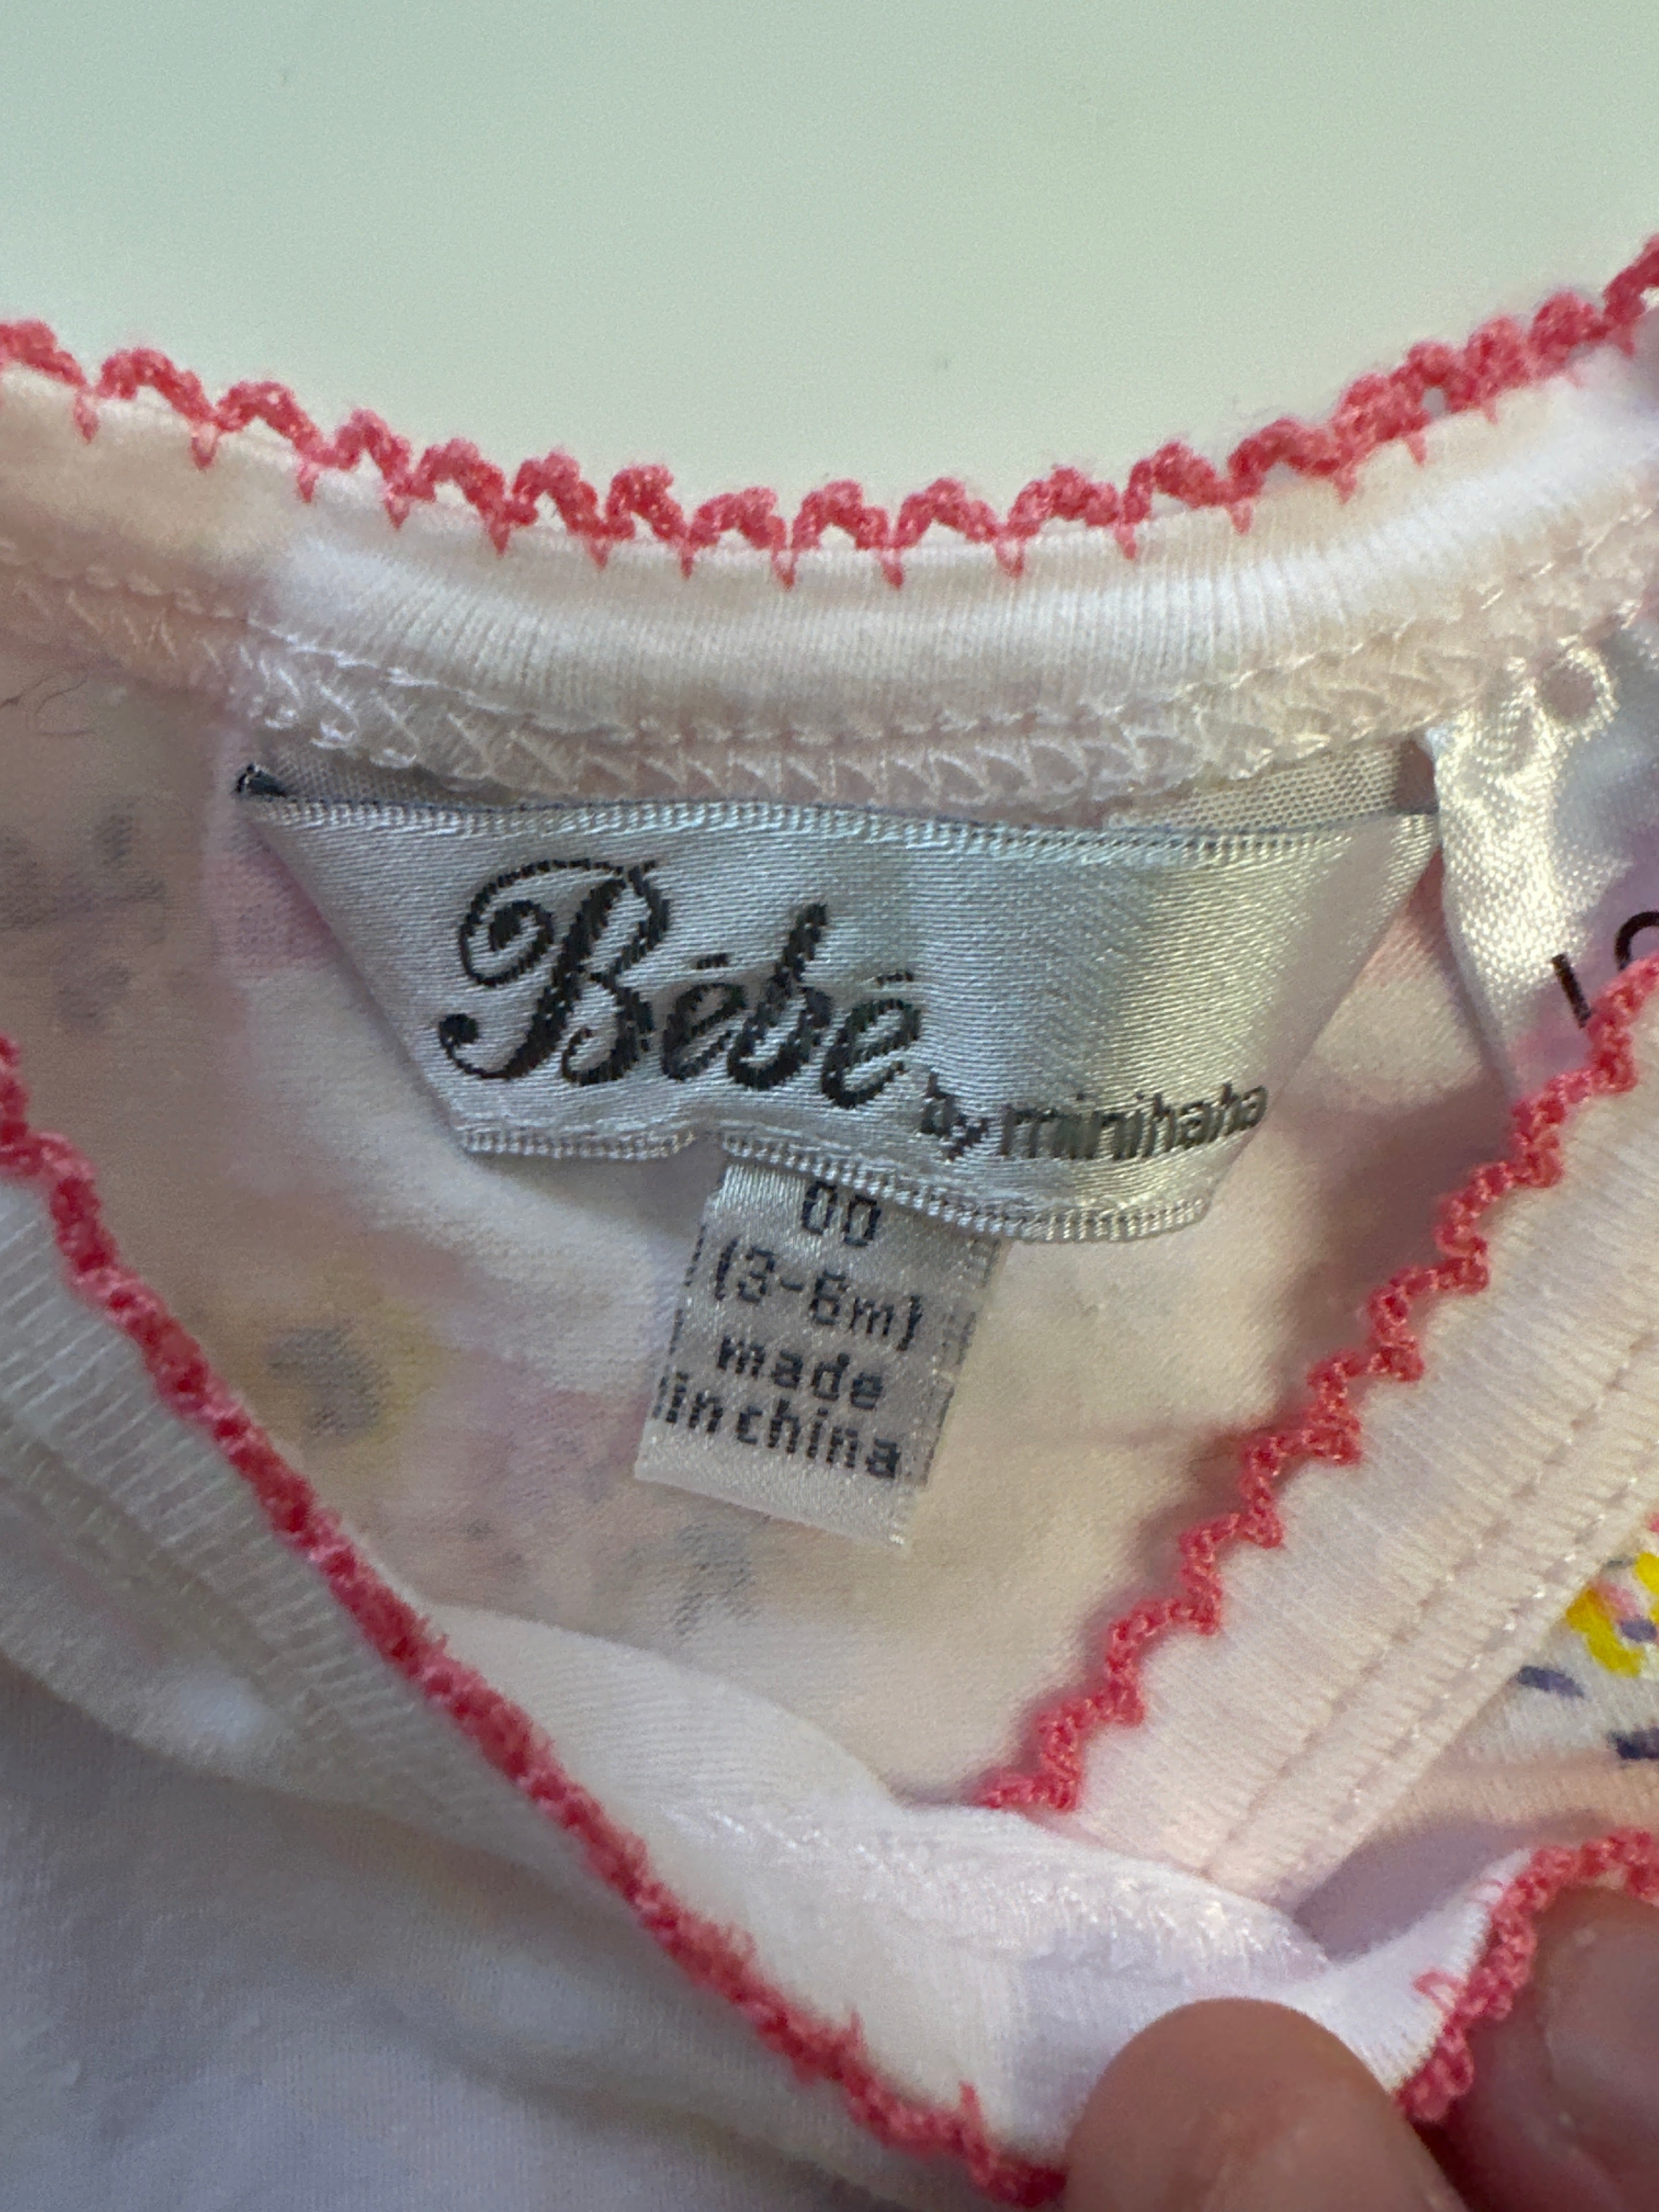 Bébé by minihaha
00
(3-6m)
made
in china